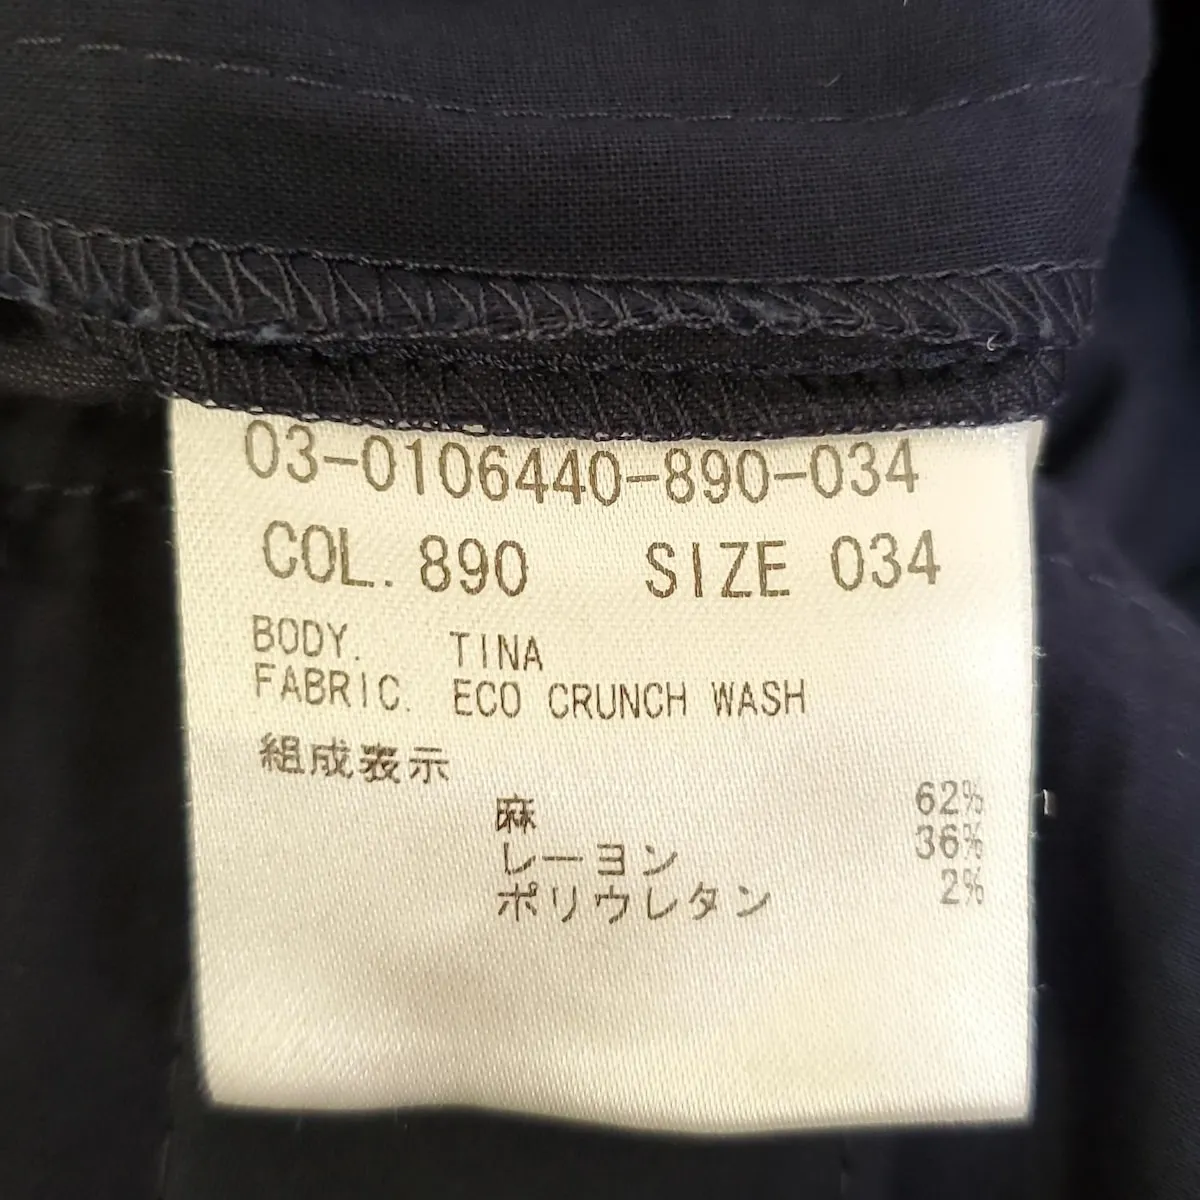 03-0106440-890-034
COL. 890 SIZE 034
BODY. TINA
FABRIC. ECO CRUNCH WASH
組成表示
麻 62%
レーヨン 36%
ポリウレタン 2%